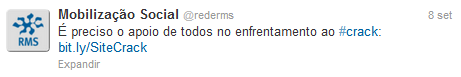 Mobilização Social @rederms 8 set
É preciso o apoio de todos no enfrentamento ao #crack:
bit.ly/SiteCrack
RMS
Expandir